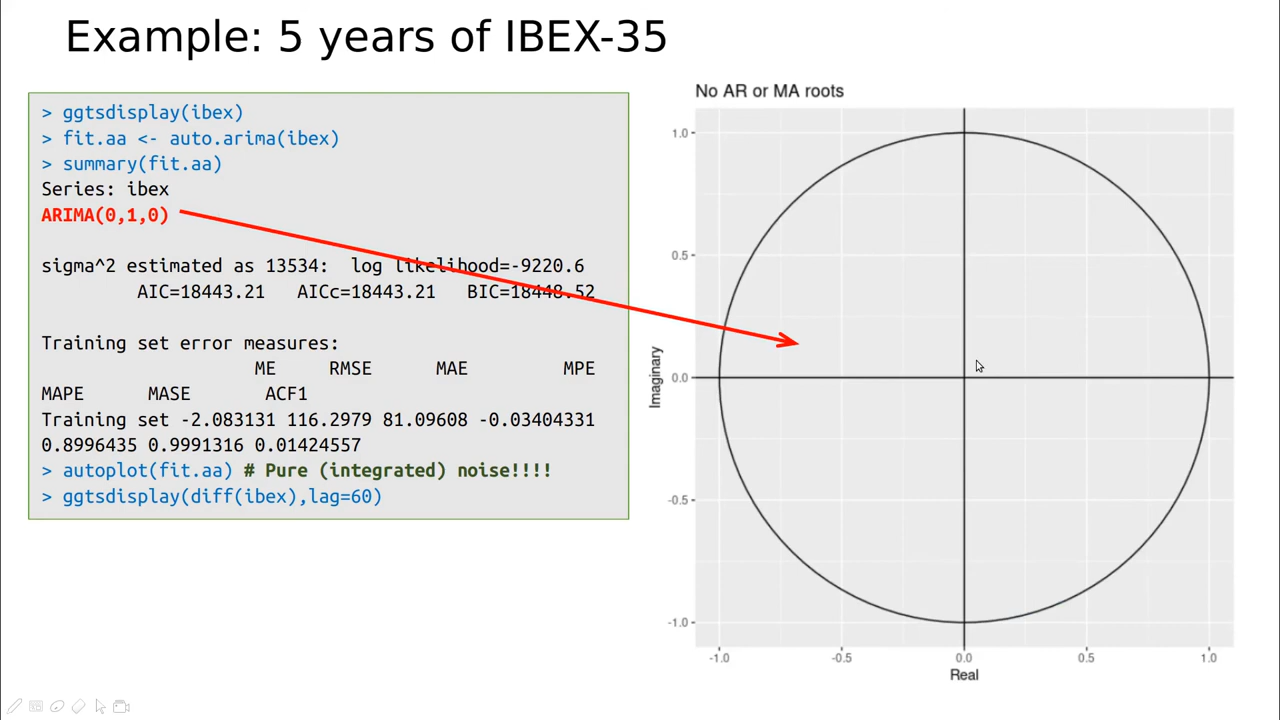 Example: 5 years of IBEX-35
> ggtsdisplay(ibex)
> fit.aa <- auto.arima(ibex)
> summary(fit.aa)
Series: ibex
ARIMA(0,1,0)
sigma^2 estimated as 13534:  log likelihood=-9220.6
AIC=18443.21   AICc=18443.21   BIC=18448.52
Training set error measures:
ME     RMSE      MAE         MPE
MAPE      MASE       ACF1
Training set -2.083131 116.2979 81.09608 -0.03404331
0.8996435 0.9991316 0.01424557
> autoplot(fit.aa) # Pure (integrated) noise!!!!
> ggtsdisplay(diff(ibex),lag=60)
No AR or MA roots
1.0
0.5
0.0
-0.5
-1.0
Imaginary
-1.0 -0.5 0.0 0.5 1.0
Real